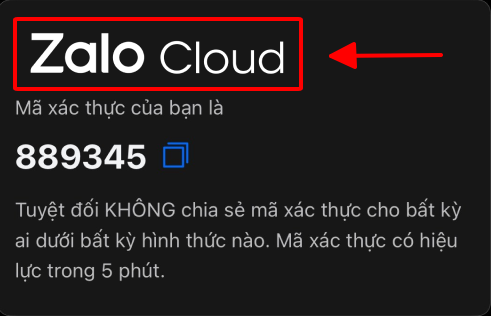 Zalo Cloud
Mã xác thực của bạn là
889345
Tuyệt đối KHÔNG chia sẻ mã xác thực cho bất kỳ
ai dưới bất kỳ hình thức nào. Mã xác thực có hiệu
lực trong 5 phút.